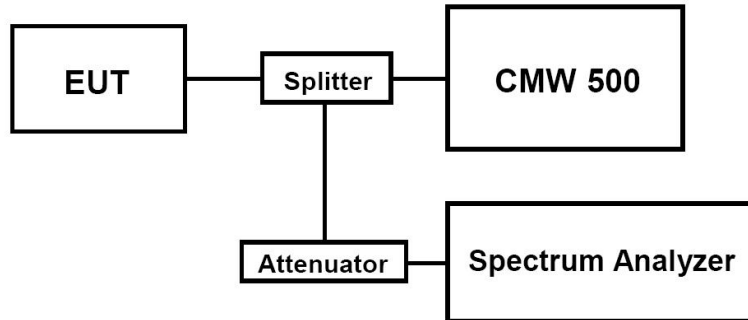 EUT
Splitter
CMW 500
Attenuator
Spectrum Analyzer